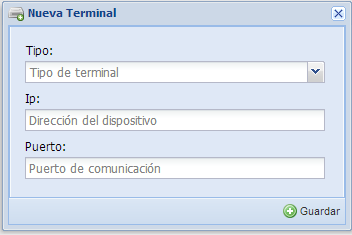 Nueva Terminal
Tipo:
Tipo de terminal
Ip:
Dirección del dispositivo
Puerto:
Puerto de comunicación
Guardar